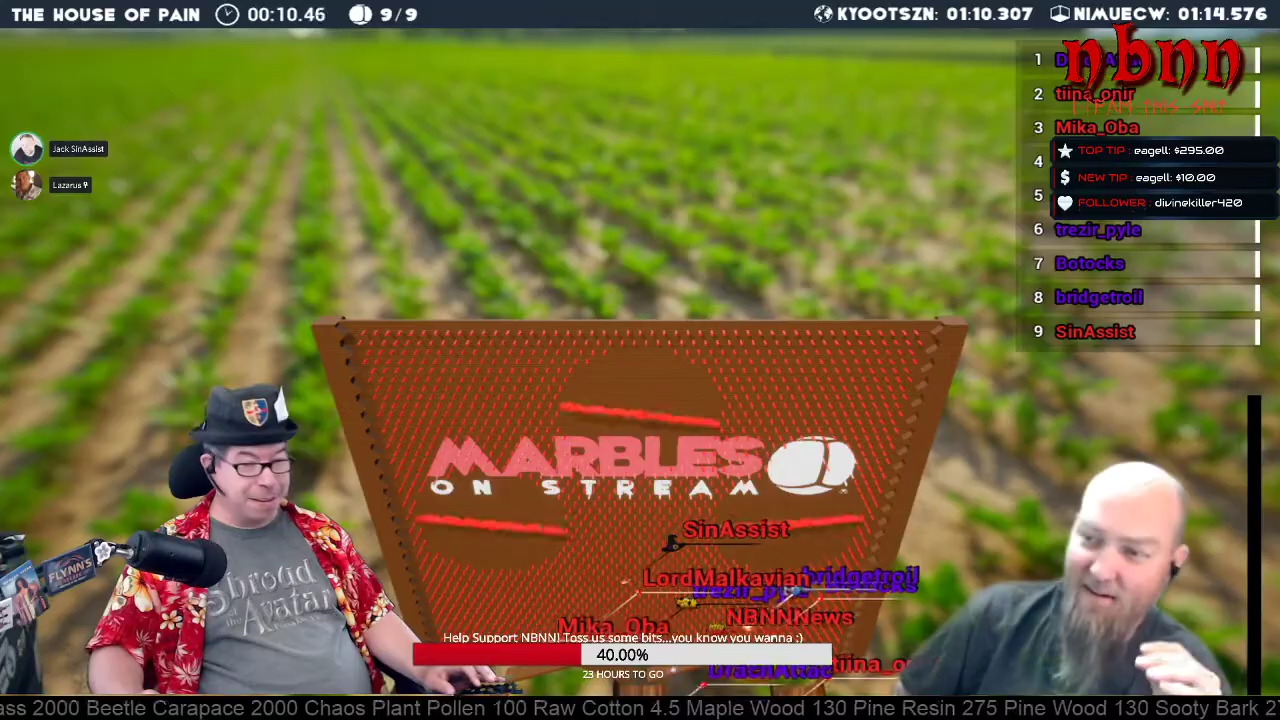 THE HOUSE OF PAIN 00:10.46 9/9 KYOOTSZN: 01:10.307 NIMUECW: 01:14.576
nbnn
1
2 tiina_onir
3 Mika_Oba
TOP TIP : eagell: $295.00
4
NEW TIP : eagell: $10.00
5
FOLLOWER : divinekiller420
6 trezir_pyle
7 Botocks
8 bridgetroll
9 SinAssist
Jack SinAssist
Lazarus
MARBLES
ON STREAM
SinAssist
LordMalkavian bridgetroll
trezir_pyle Botocks
NBNNNews
Mika_Oba
Help Support NBNN! Toss us some bits...you know you wanna ;)
40.00%
23 HOURS TO GO
DrachAttac tiina_o
FLYNN'S
Shroud
of the Avatar
ass 2000 Beetle Carapace 2000 Chaos Plant Pollen 100 Raw Cotton 4.5 Maple Wood 130 Pine Resin 275 Pine Wood 130 Sooty Bark 2